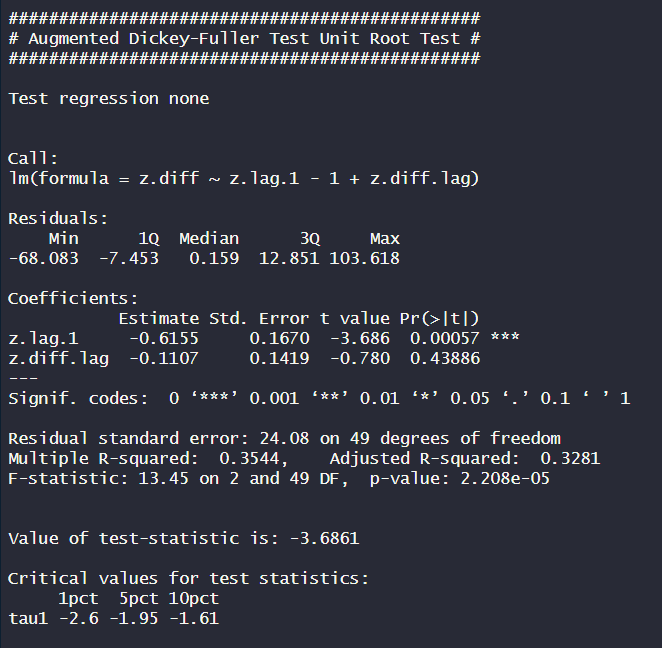 ###############################################
# Augmented Dickey-Fuller Test Unit Root Test #
###############################################
Test regression none
Call:
lm(formula = z.diff ~ z.lag.1 - 1 + z.diff.lag)
Residuals:
    Min      1Q  Median      3Q     Max
-68.083  -7.453   0.159  12.851 103.618
Coefficients:
           Estimate Std. Error t value Pr(>|t|)
z.lag.1     -0.6155     0.1670  -3.686  0.00057 ***
z.diff.lag  -0.1107     0.1419  -0.780  0.43886
---
Signif. codes:  0 ‘***’ 0.001 ‘**’ 0.01 ‘*’ 0.05 ‘.’ 0.1 ‘ ’ 1
Residual standard error: 24.08 on 49 degrees of freedom
Multiple R-squared:  0.3544,    Adjusted R-squared:  0.3281
F-statistic: 13.45 on 2 and 49 DF,  p-value: 2.208e-05
Value of test-statistic is: -3.6861
Critical values for test statistics:
     1pct  5pct 10pct
tau1 -2.6 -1.95 -1.61